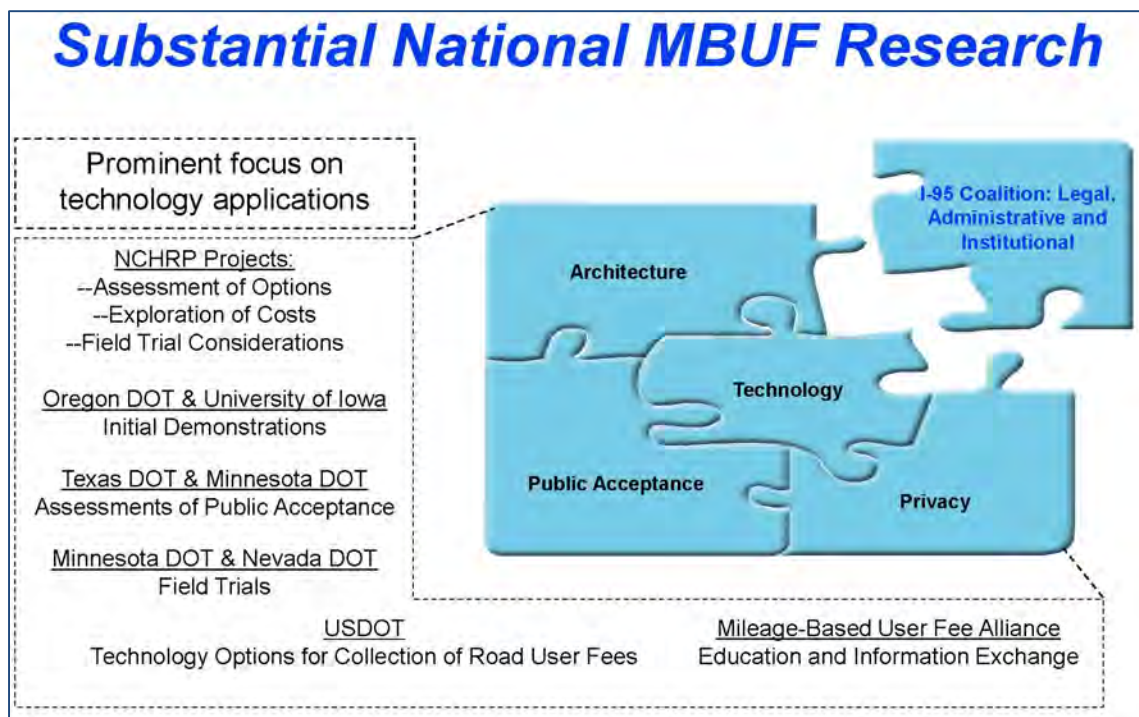 Substantial National MBUF Research
Prominent focus on
technology applications
NCHRP Projects:
--Assessment of Options
--Exploration of Costs
--Field Trial Considerations
Oregon DOT & University of Iowa
Initial Demonstrations
Texas DOT & Minnesota DOT
Assessments of Public Acceptance
Minnesota DOT & Nevada DOT
Field Trials
USDOT
Technology Options for Collection of Road User Fees
Mileage-Based User Fee Alliance
Education and Information Exchange
I-95 Coalition: Legal,
Administrative and
Institutional
Architecture
Technology
Public Acceptance
Privacy